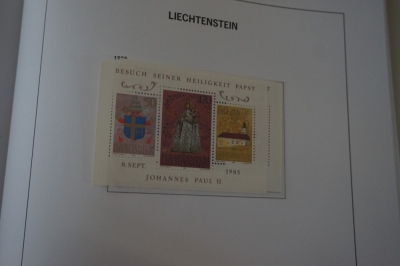 LIECHTENSTEIN
BESUCH SEINER HEILIGKEIT PAPST
8. SEPT. 1985
JOHANNES PAUL II.